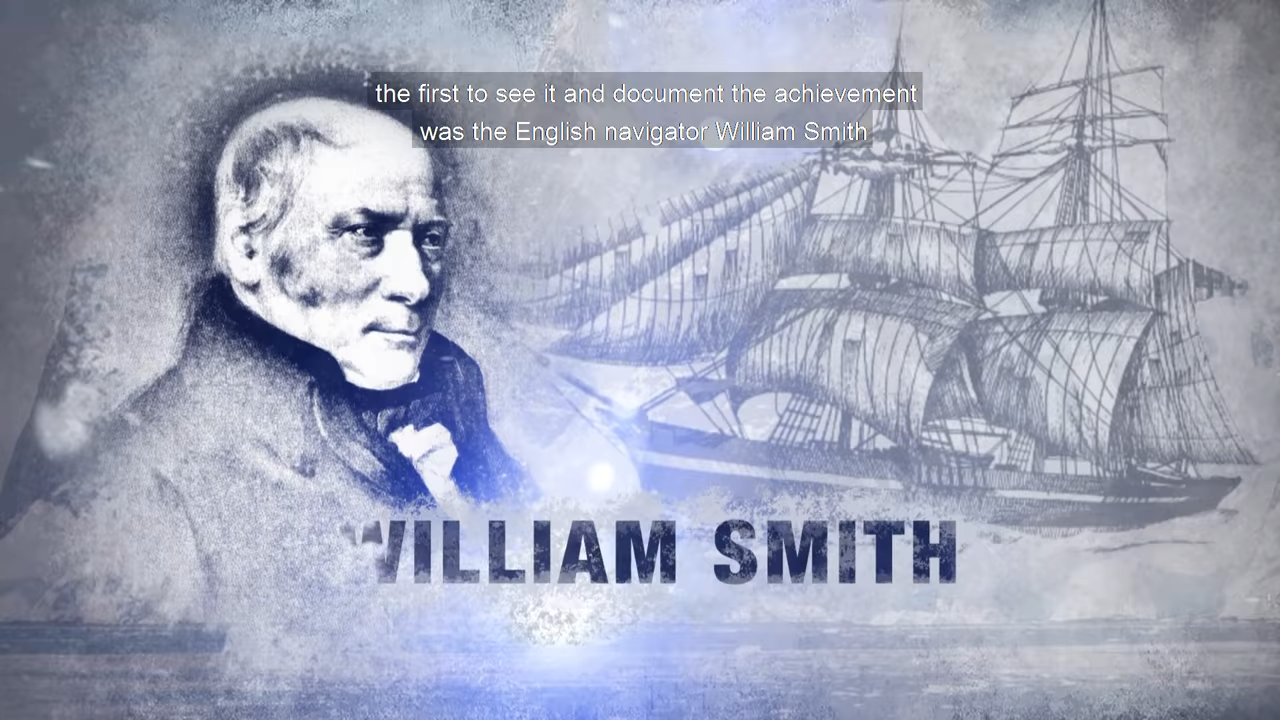 the first to see it and document the achievement
was the English navigator William Smith
WILLIAM SMITH